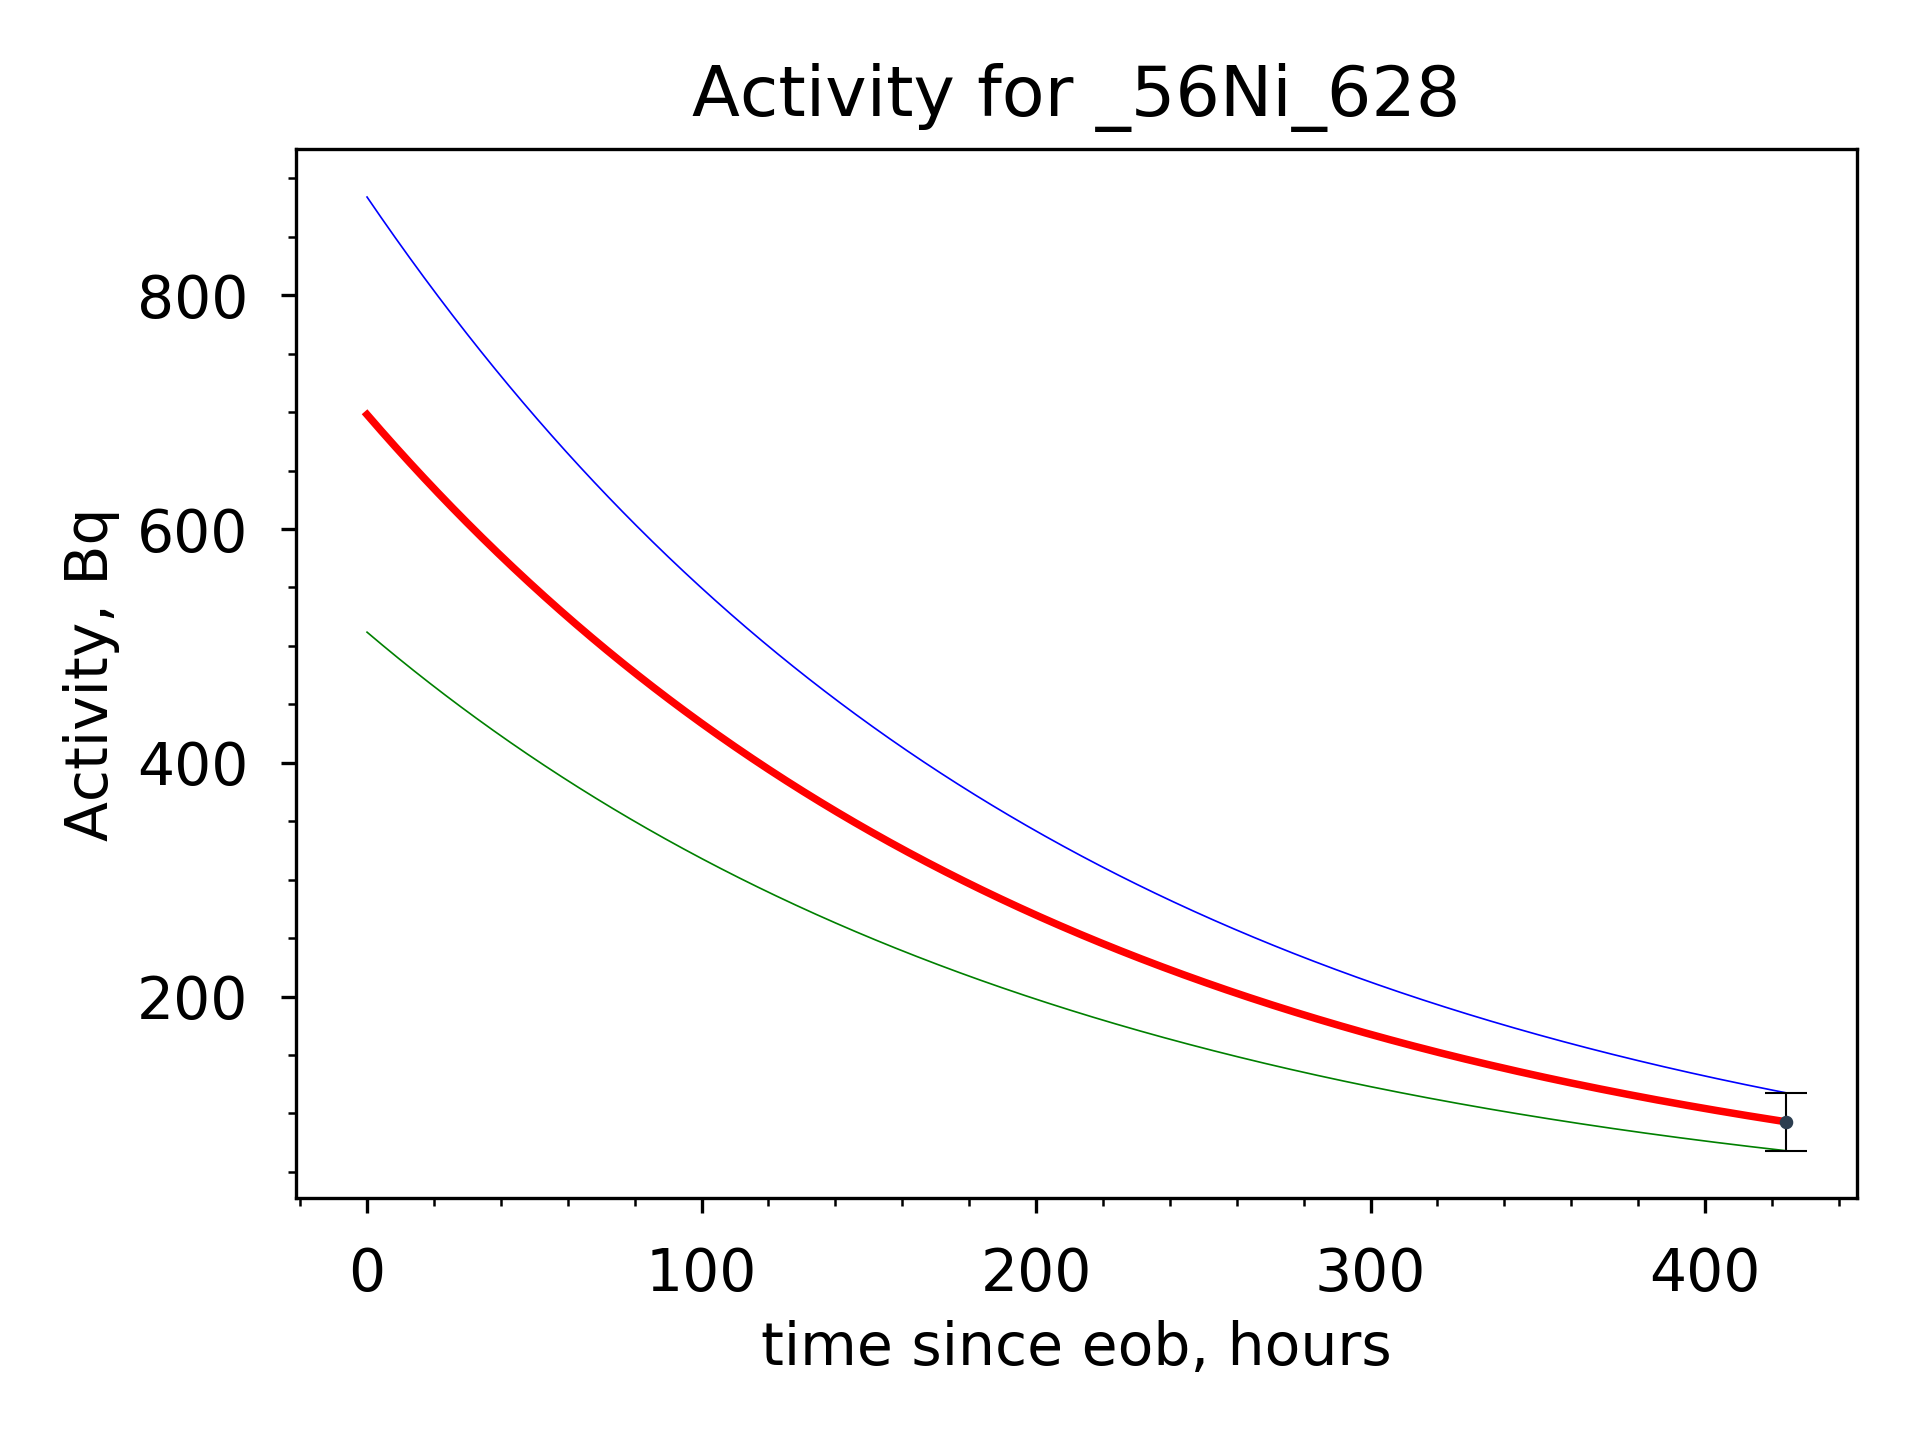 Activity for _56Ni_628
Activity, Bq
800
600
400
200
0 100 200 300 400
time since eob, hours